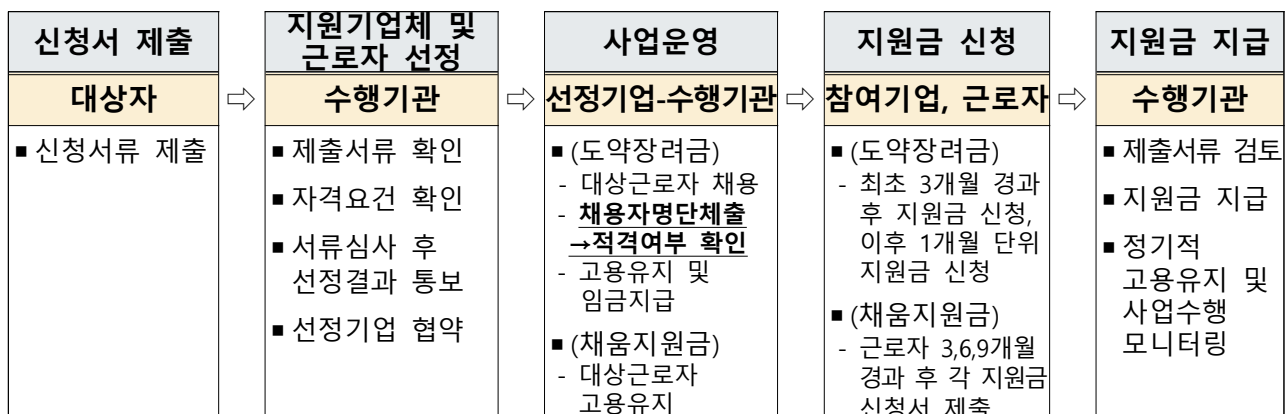 신청서 제출
대상자
■ 신청서류 제출
⇨
지원기업체 및
근로자 선정
수행기관
■ 제출서류 확인
■ 자격요건 확인
■ 서류심사 후
선정결과 통보
■ 선정기업 협약
⇨
사업운영
선정기업-수행기관
■ (도약장려금)
- 대상근로자 채용
- 채용자명단체출
→적격여부 확인
- 고용유지 및
임금지급
■ (채움지원금)
- 대상근로자
고용유지
⇨
지원금 신청
참여기업, 근로자
■ (도약장려금)
- 최초 3개월 경과
후 지원금 신청,
이후 1개월 단위
지원금 신청
■ (채움지원금)
- 근로자 3,6,9개월
경과 후 각 지원금
신청서 제출
⇨
지원금 지급
수행기관
■ 제출서류 검토
■ 지원금 지급
■ 정기적
고용유지 및
사업수행
모니터링